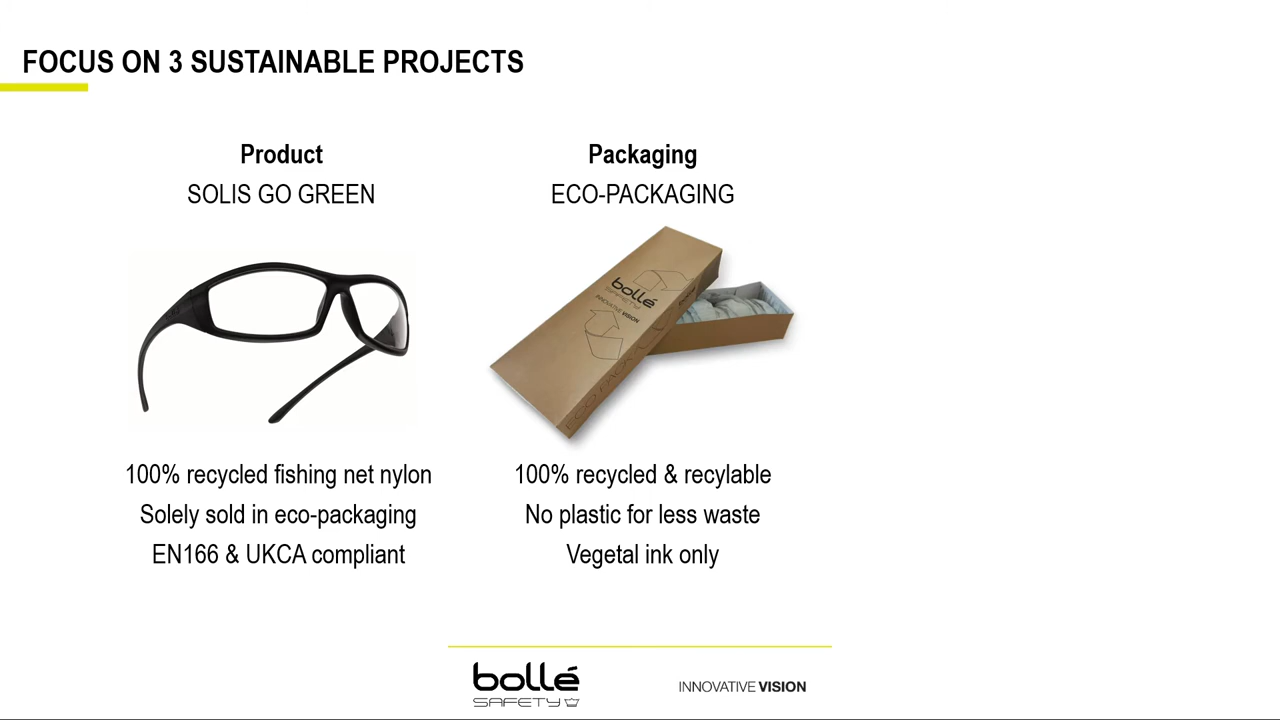 FOCUS ON 3 SUSTAINABLE PROJECTS
Product
SOLIS GO GREEN
100% recycled fishing net nylon
Solely sold in eco-packaging
EN166 & UKCA compliant
Packaging
ECO-PACKAGING
bollé
SAFETY
INNOVATIVE VISION
100% recycled & recylable
No plastic for less waste
Vegetal ink only
bollé
SAFETY
INNOVATIVE VISION